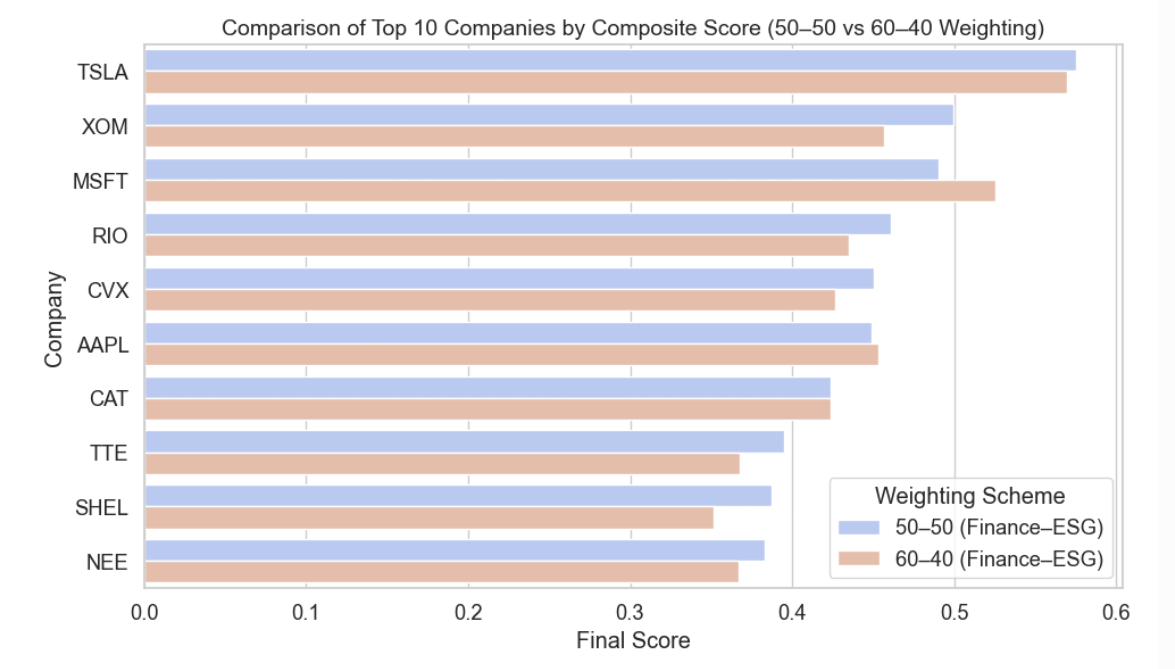 Comparison of Top 10 Companies by Composite Score (50–50 vs 60–40 Weighting)
TSLA
XOM
MSFT
RIO
CVX
AAPL
CAT
TTE
SHEL
NEE
Company
Weighting Scheme
50–50 (Finance–ESG)
60–40 (Finance–ESG)
0.0 0.1 0.2 0.3 0.4 0.5 0.6
Final Score